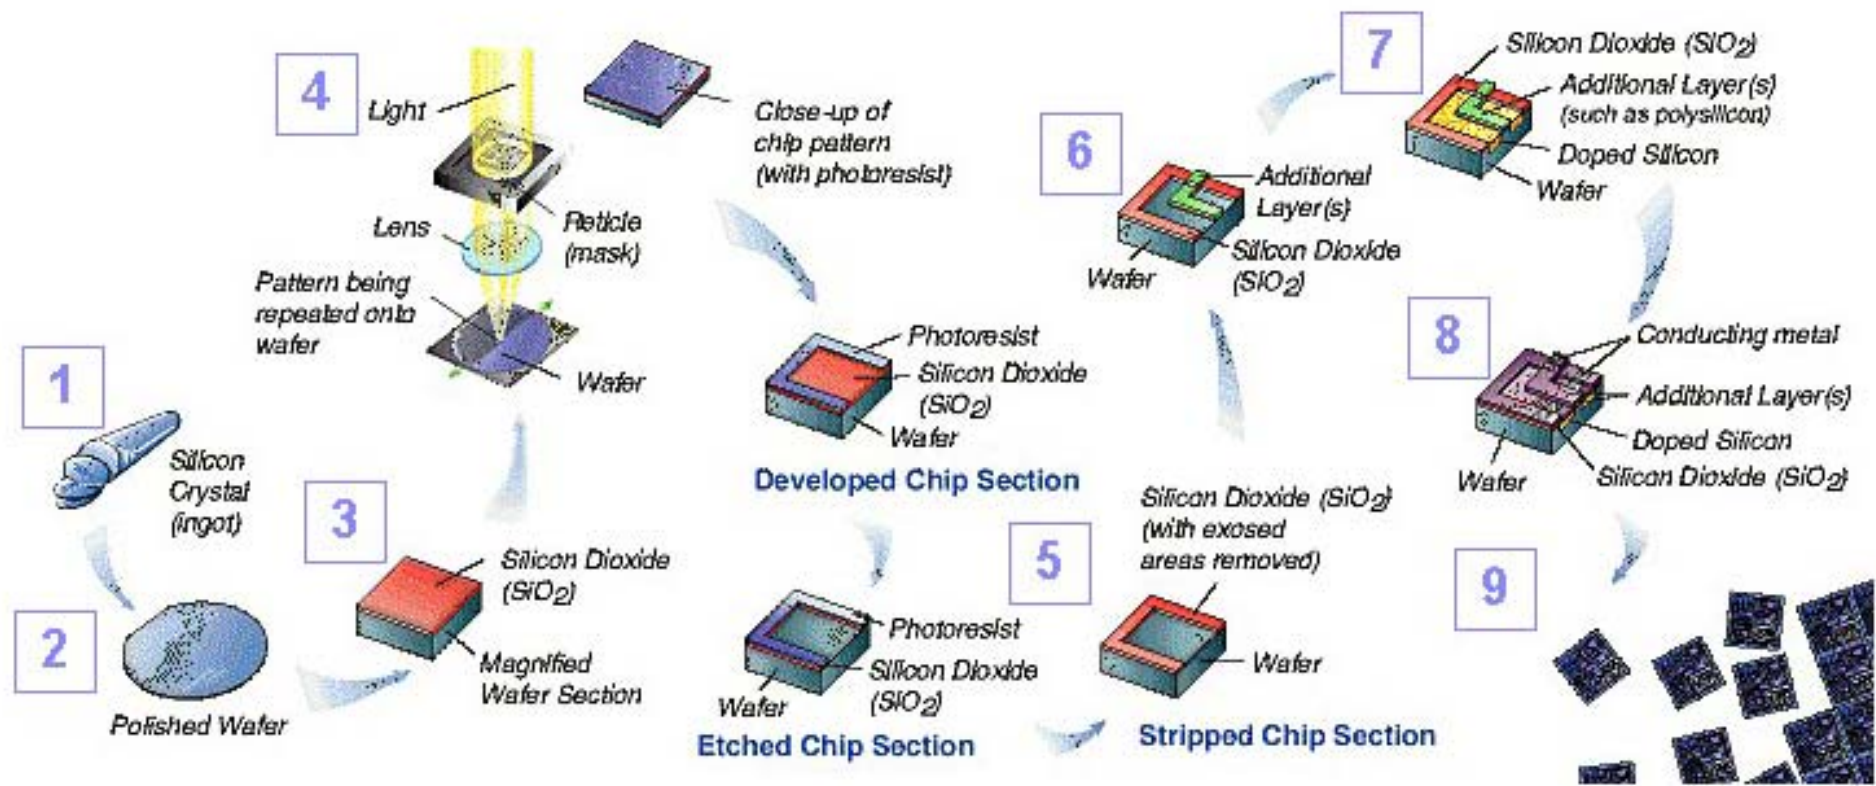 1
Silicon
Crystal
(ingot)
2
Polished Wafer
3
Silicon Dioxide
(SiO2)
Magnified
Wafer Section
4
Light
Lens
Reticle
(mask)
Pattern being
repeated onto
wafer
Wafer
Close-up of
chip pattern
(with photoresist)
Photoresist
Silicon Dioxide
(SiO2)
Wafer
Developed Chip Section
Photoresist
Silicon Dioxide
(SiO2)
Wafer
Etched Chip Section
5
Silicon Dioxide (SiO2)
(with exosed
areas removed)
Wafer
Stripped Chip Section
6
Additional
Layer(s)
Silicon Dioxide
(SiO2)
Wafer
7
Silicon Dioxide (SiO2)
Additional Layer(s)
(such as polysilicon)
Doped Silicon
Wafer
8
Conducting metal
Additional Layer(s)
Doped Silicon
Silicon Dioxide (SiO2)
Wafer
9